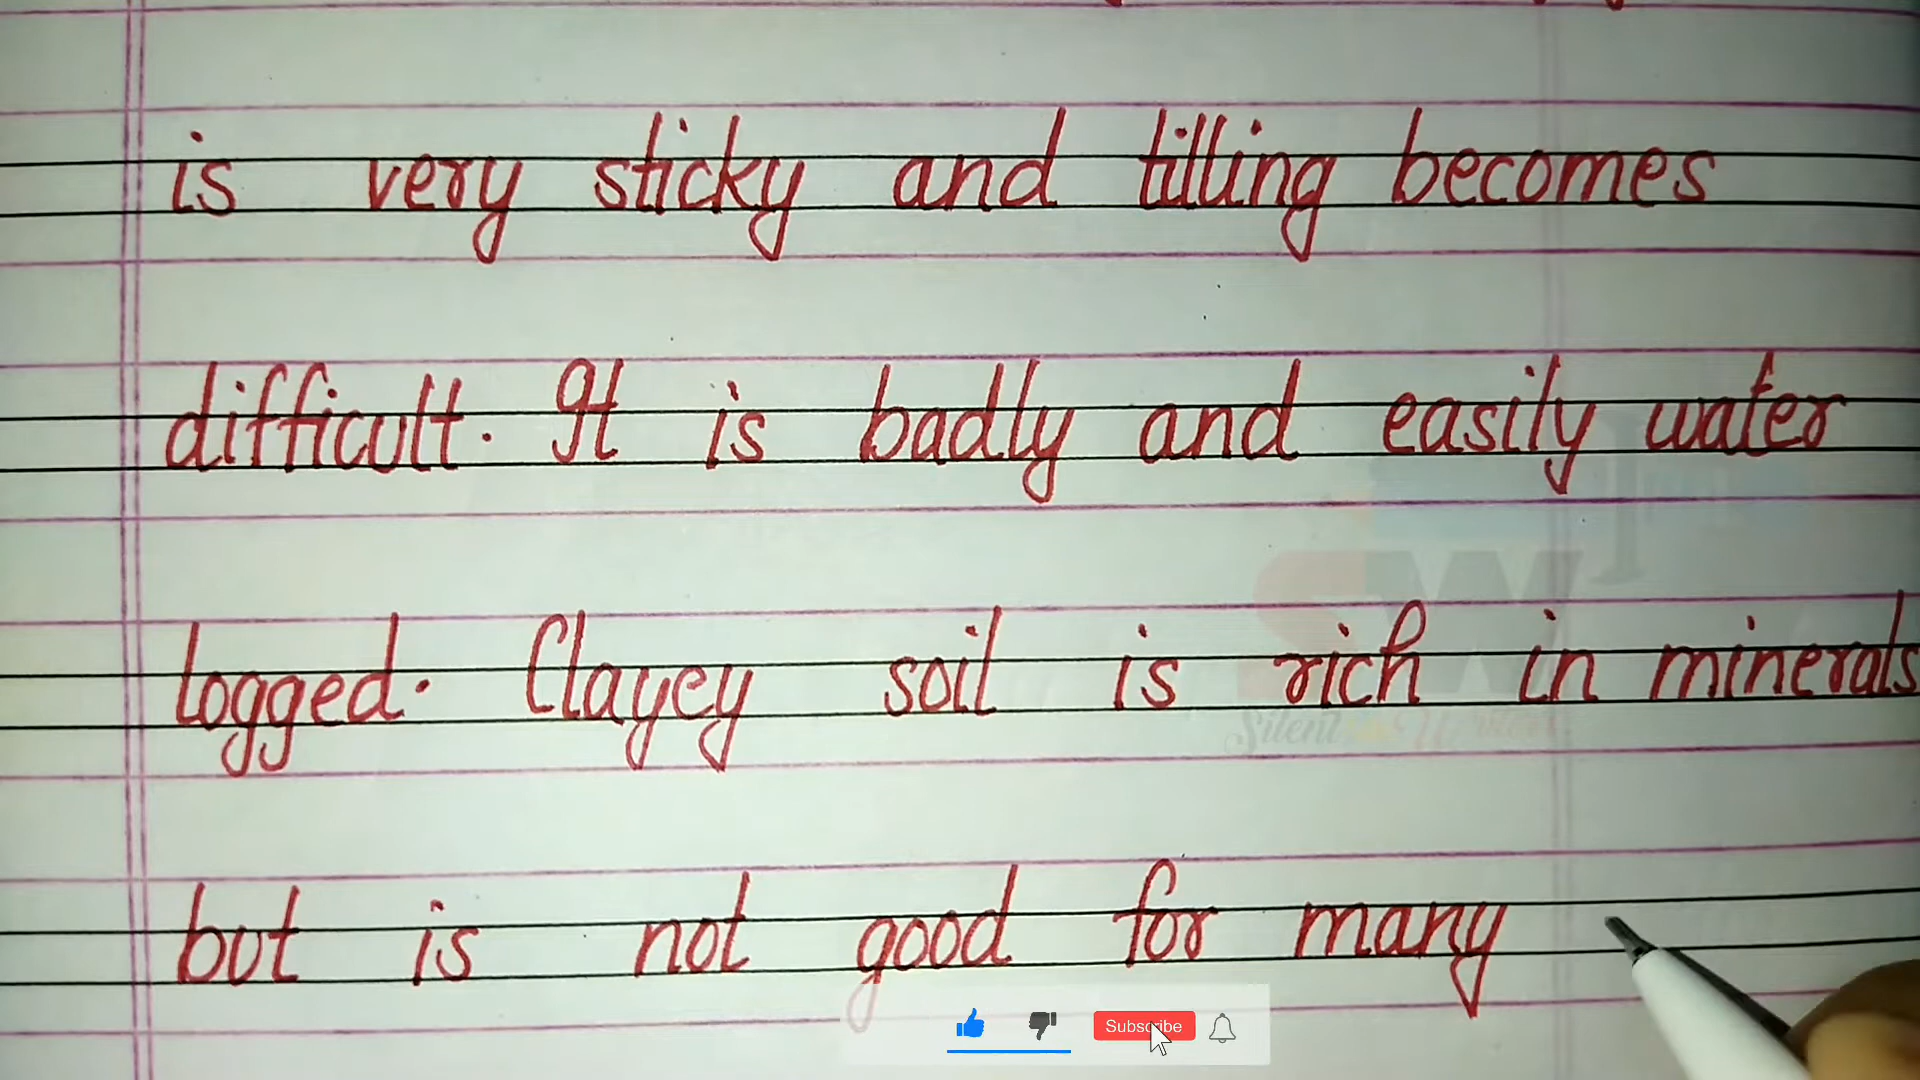 is very sticky and tilling becomes
difficult. It is badly and easily water
logged. Clayey soil is rich in minerals
Silent
but is not good for many
Subscribe